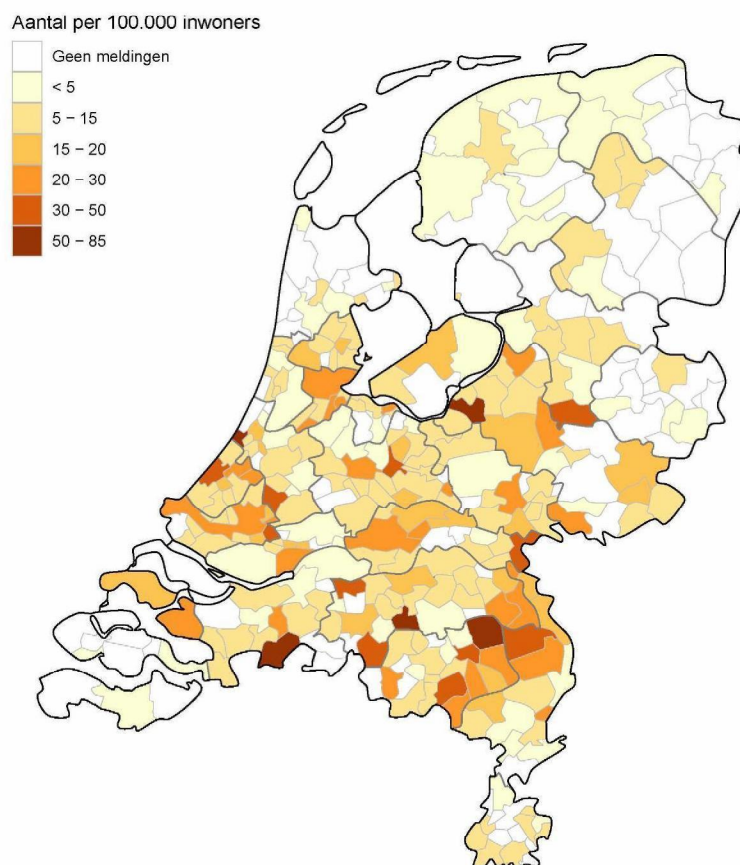 Aantal per 100.000 inwoners
Geen meldingen
< 5
5 – 15
15 – 20
20 – 30
30 – 50
50 – 85